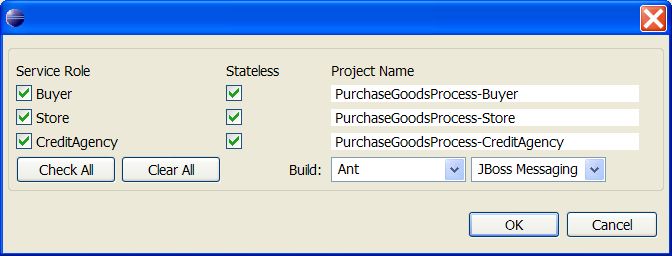 Service Role Stateless Project Name
Buyer PurchaseGoodsProcess-Buyer
Store PurchaseGoodsProcess-Store
CreditAgency PurchaseGoodsProcess-CreditAgency
Check All Clear All Build: Ant JBoss Messaging
OK Cancel